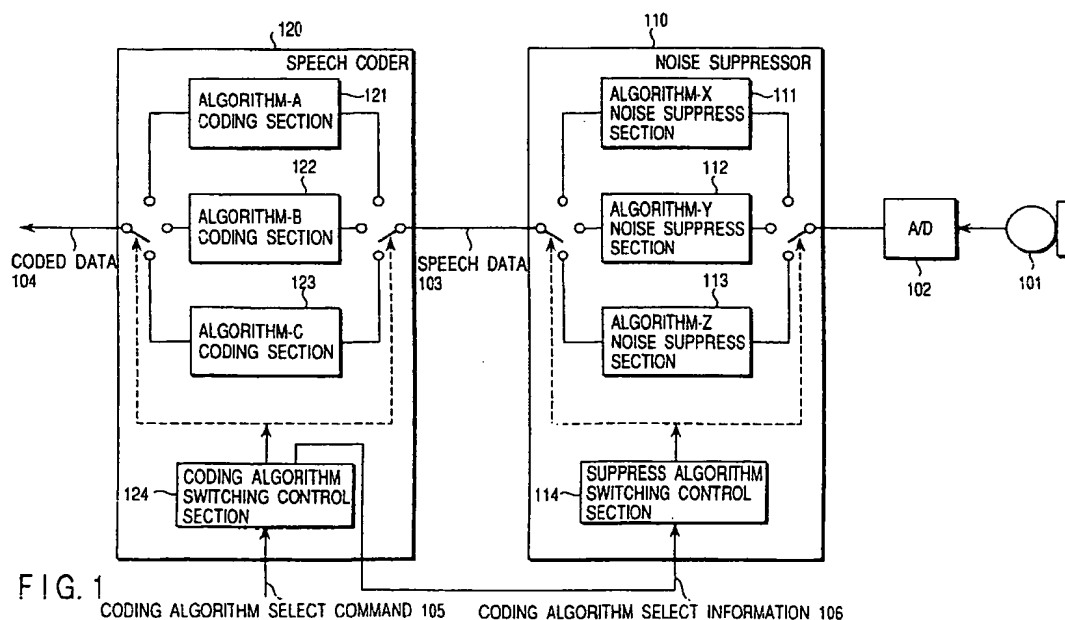 120
SPEECH CODER
ALGORITHM-A
CODING SECTION
121
ALGORITHM-B
CODING SECTION
122
ALGORITHM-C
CODING SECTION
123
CODING ALGORITHM
SWITCHING CONTROL
SECTION
124
CODED DATA
104
SPEECH DATA
103
110
NOISE SUPPRESSOR
ALGORITHM-X
NOISE SUPPRESS
SECTION
111
ALGORITHM-Y
NOISE SUPPRESS
SECTION
112
ALGORITHM-Z
NOISE SUPPRESS
SECTION
113
SUPPRESS ALGORITHM
SWITCHING CONTROL
SECTION
114
A/D
102
101
FIG. 1
CODING ALGORITHM SELECT COMMAND 105
CODING ALGORITHM SELECT INFORMATION 106